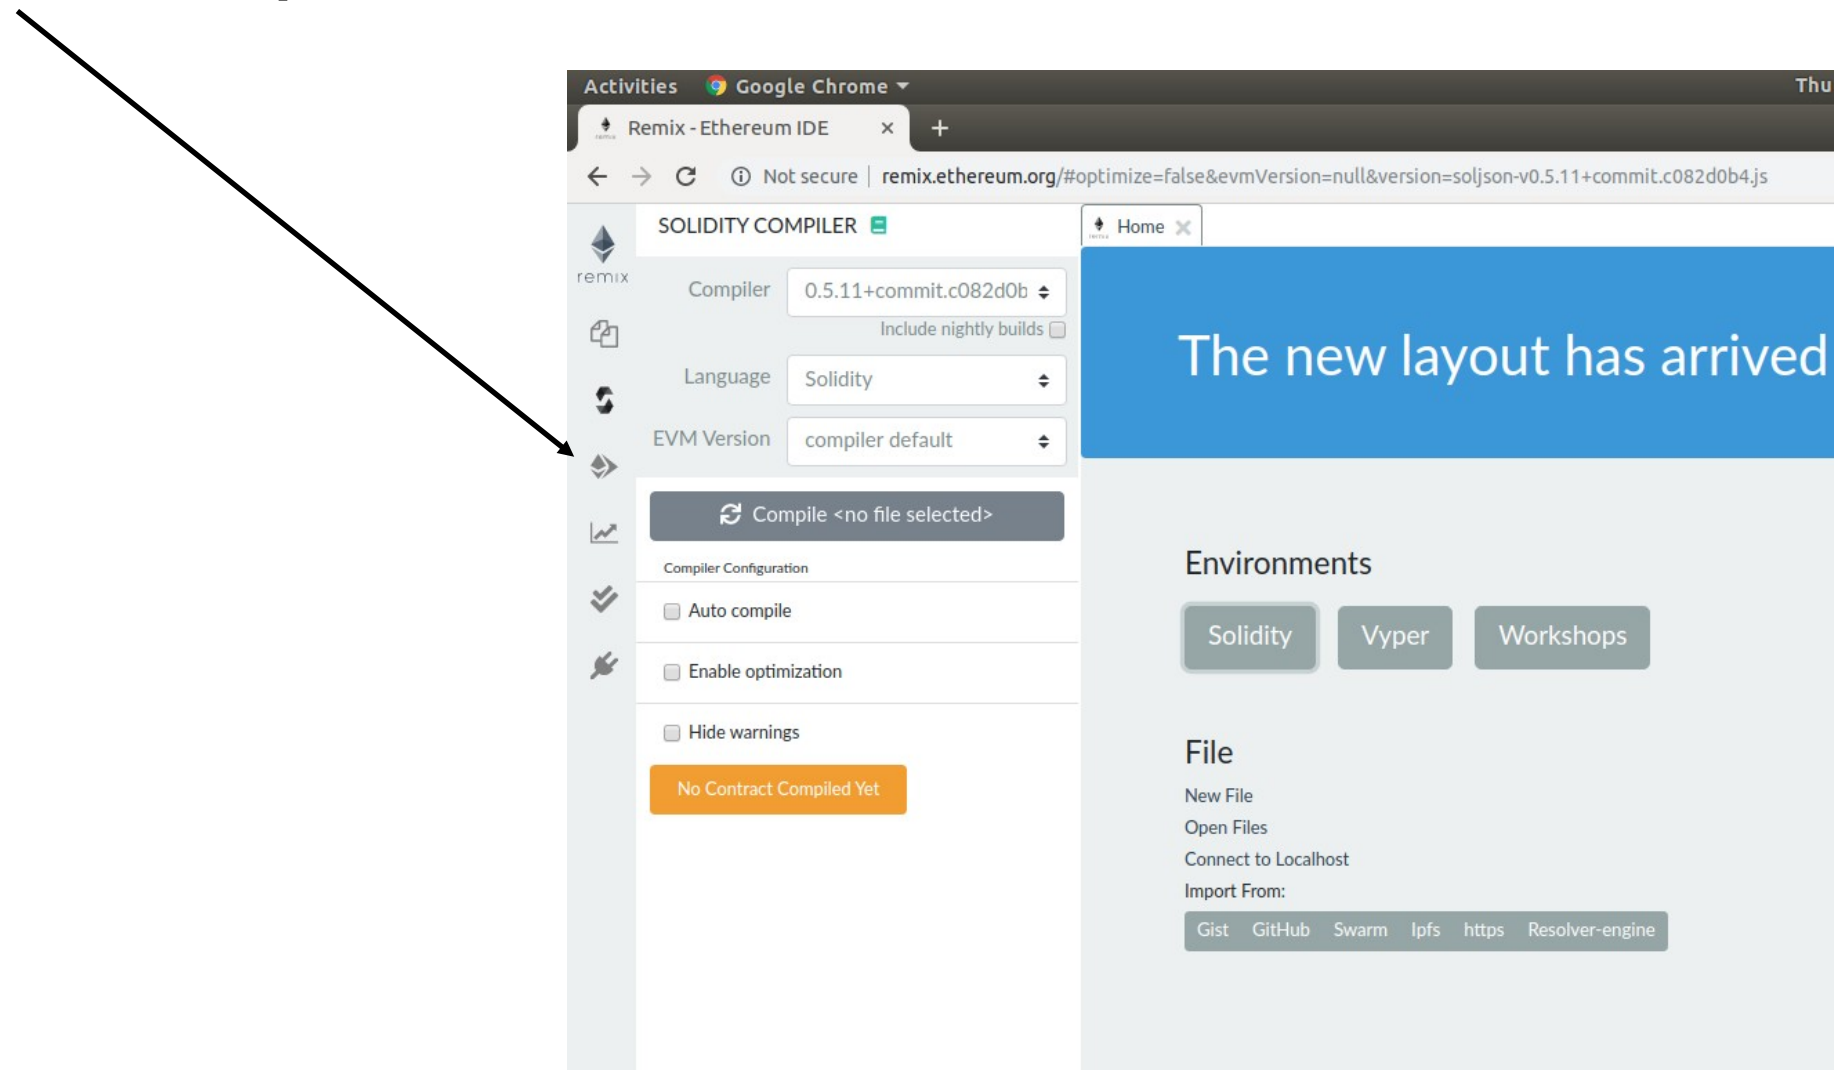 Activities Google Chrome Thu
Remix - Ethereum IDE
Not secure | remix.ethereum.org/#optimize=false&evmVersion=null&version=soljson-v0.5.11+commit.c082d0b4.js
SOLIDITY COMPILER
Home
remix
Compiler 0.5.11+commit.c082d0b
Include nightly builds
The new layout has arrived
Language Solidity
EVM Version compiler default
Compile <no file selected>
Compiler Configuration
Auto compile
Enable optimization
Hide warnings
No Contract Compiled Yet
Environments
Solidity Vyper Workshops
File
New File
Open Files
Connect to Localhost
Import From:
Gist GitHub Swarm Ipfs https Resolver-engine